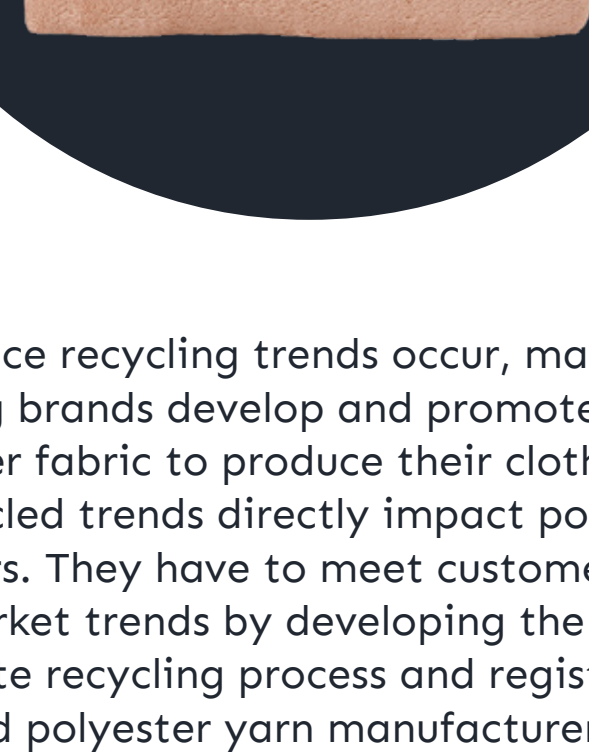 ce recycling trends occur, ma
brands develop and promote
er fabric to produce their cloth
cled trends directly impact po
rs. They have to meet custome
rket trends by developing the
te recycling process and regist
d polyester yarn manufacturer